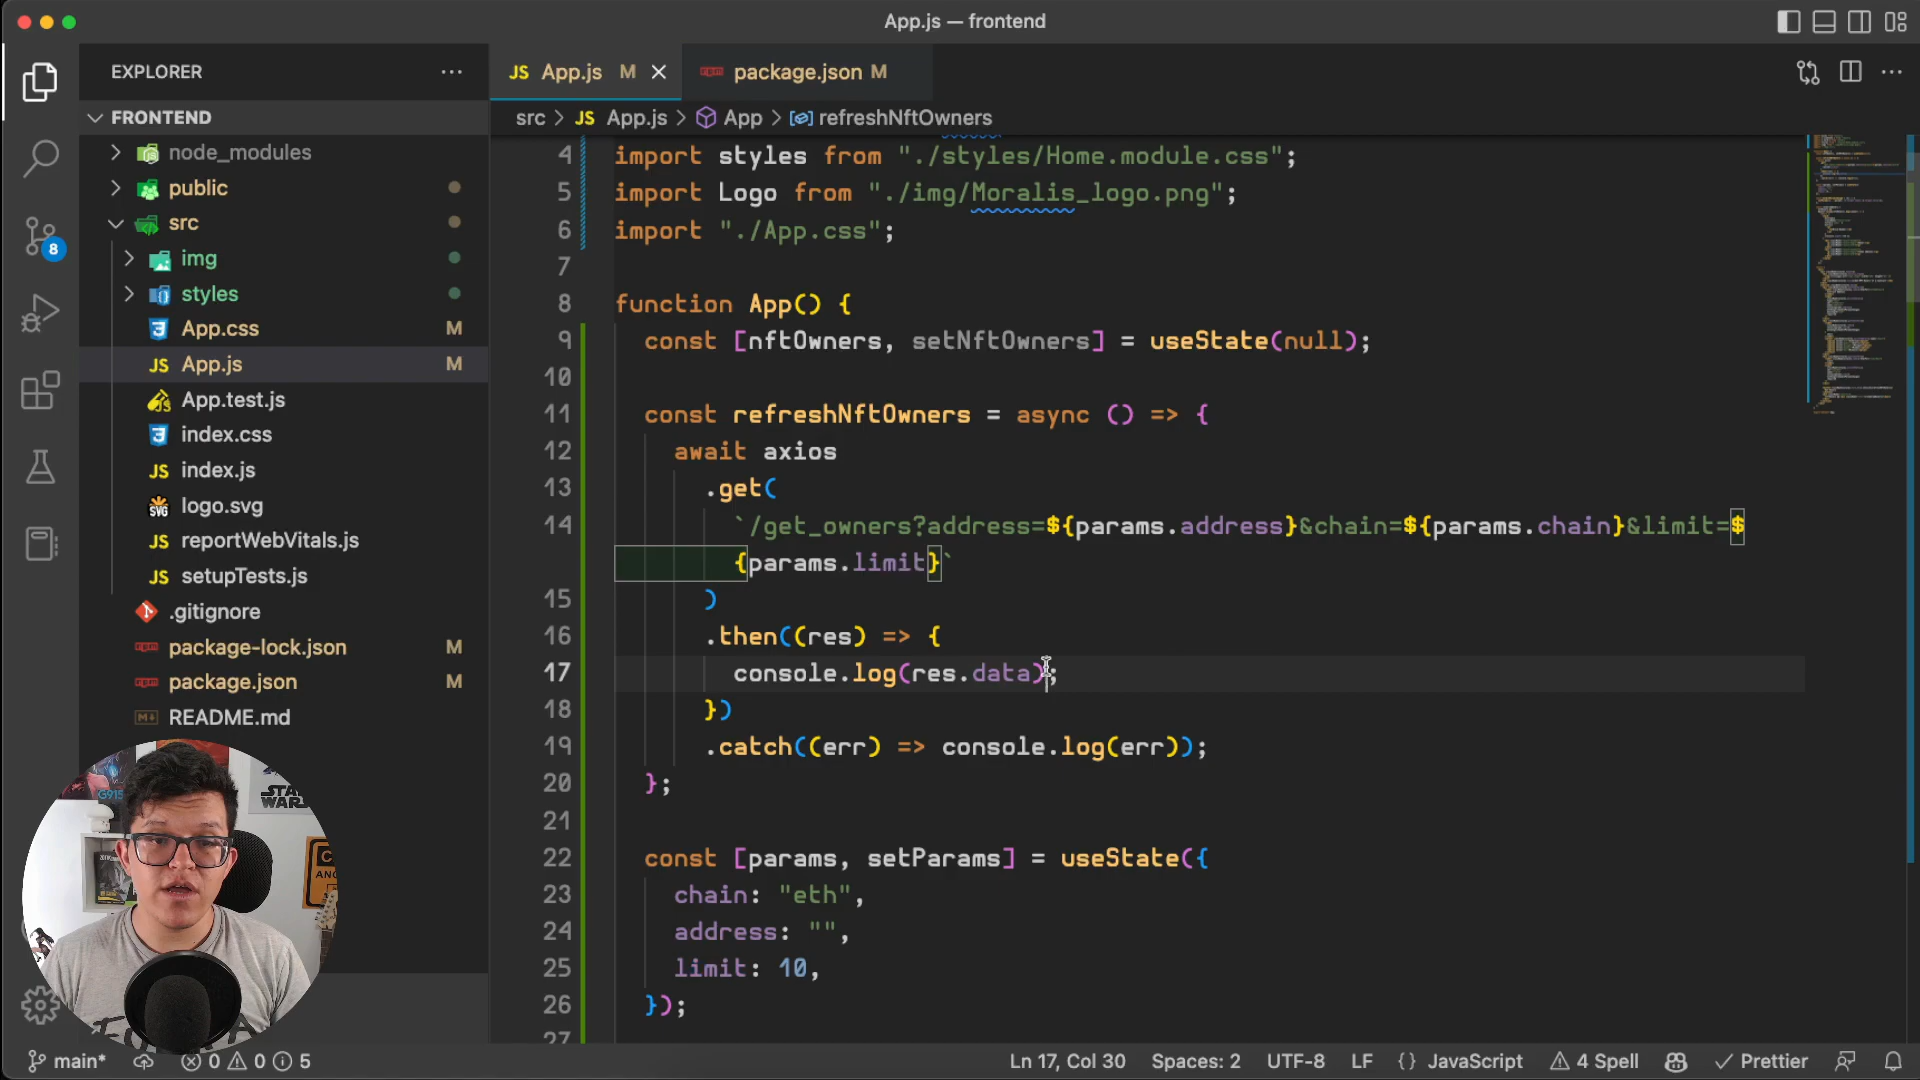 App.js — frontend
EXPLORER
FRONTEND
node_modules
public
src
img
styles
App.css M
App.js M
App.test.js
index.css
index.js
logo.svg
reportWebVitals.js
setupTests.js
.gitignore
package-lock.json M
package.json M
README.md
8
JS App.js M
package.json M
src > JS App.js > App > refreshNftOwners
4 import styles from "./styles/Home.module.css";
5 import Logo from "./img/Moralis_logo.png";
6 import "./App.css";
7
8 function App() {
9 const [nftOwners, setNftOwners] = useState(null);
10
11 const refreshNftOwners = async () => {
12 await axios
13 .get(
14 `/get_owners?address=${params.address}&chain=${params.chain}&limit=$
{params.limit}`
15 )
16 .then((res) => {
17 console.log(res.data);
18 })
19 .catch((err) => console.log(err));
20 };
21
22 const [params, setParams] = useState({
23 chain: "eth",
24 address: "",
25 limit: 10,
26 });
27
G915
STAR
WARS
main* 0 0 5
Ln 17, Col 30 Spaces: 2 UTF-8 LF {} JavaScript 4 Spell Prettier